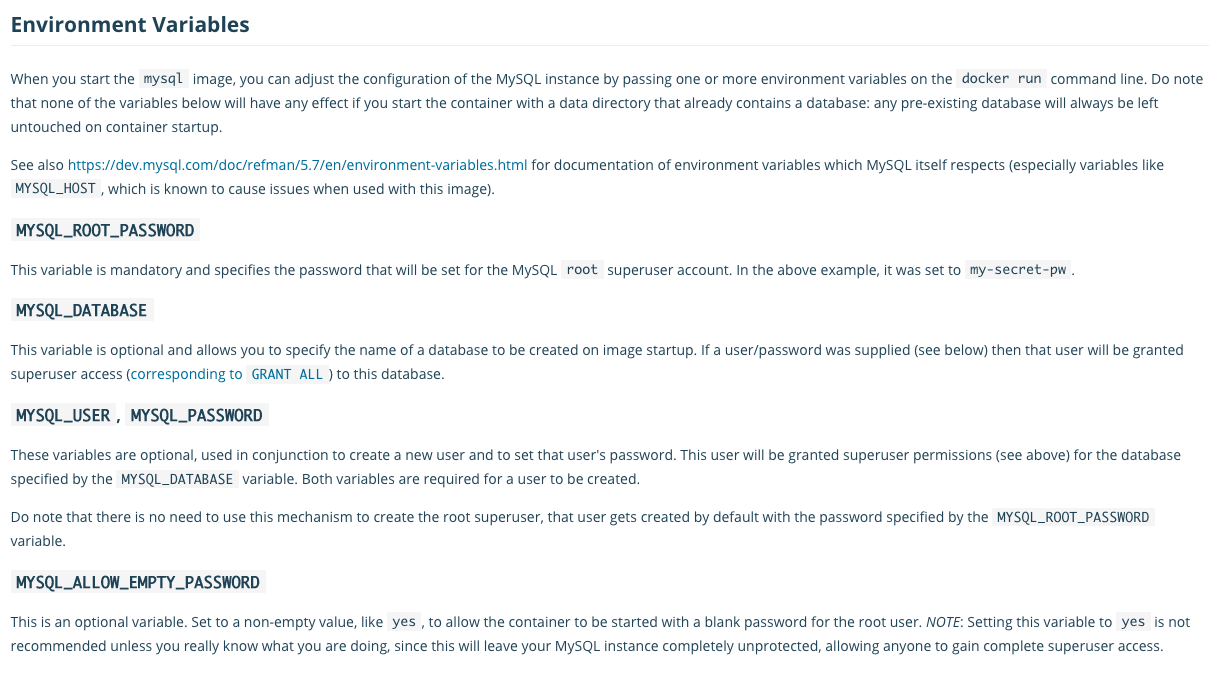 Environment Variables
When you start the mysql image, you can adjust the configuration of the MySQL instance by passing one or more environment variables on the docker run command line. Do note
that none of the variables below will have any effect if you start the container with a data directory that already contains a database: any pre-existing database will always be left
untouched on container startup.
See also https://dev.mysql.com/doc/refman/5.7/en/environment-variables.html for documentation of environment variables which MySQL itself respects (especially variables like
MYSQL_HOST , which is known to cause issues when used with this image).
MYSQL_ROOT_PASSWORD
This variable is mandatory and specifies the password that will be set for the MySQL root superuser account. In the above example, it was set to my-secret-pw .
MYSQL_DATABASE
This variable is optional and allows you to specify the name of a database to be created on image startup. If a user/password was supplied (see below) then that user will be granted
superuser access (corresponding to GRANT ALL ) to this database.
MYSQL_USER , MYSQL_PASSWORD
These variables are optional, used in conjunction to create a new user and to set that user's password. This user will be granted superuser permissions (see above) for the database
specified by the MYSQL_DATABASE variable. Both variables are required for a user to be created.
Do note that there is no need to use this mechanism to create the root superuser, that user gets created by default with the password specified by the MYSQL_ROOT_PASSWORD
variable.
MYSQL_ALLOW_EMPTY_PASSWORD
This is an optional variable. Set to a non-empty value, like yes , to allow the container to be started with a blank password for the root user. NOTE: Setting this variable to yes is not
recommended unless you really know what you are doing, since this will leave your MySQL instance completely unprotected, allowing anyone to gain complete superuser access.